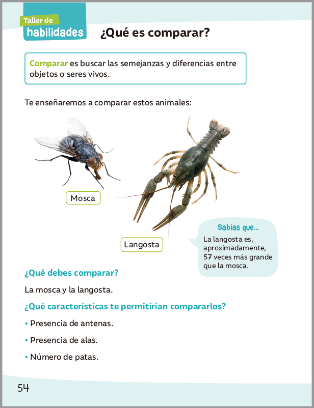 Taller de
habilidades
¿Qué es comparar?
Comparar es buscar las semejanzas y diferencias entre
objetos o seres vivos.
Te enseñaremos a comparar estos animales:
Mosca
Langosta
Sabías que...
La langosta es,
aproximadamente,
57 veces más grande
que la mosca.
¿Qué debes comparar?
La mosca y la langosta.
¿Qué características te permitirían compararlos?
• Presencia de antenas.
• Presencia de alas.
• Número de patas.
54